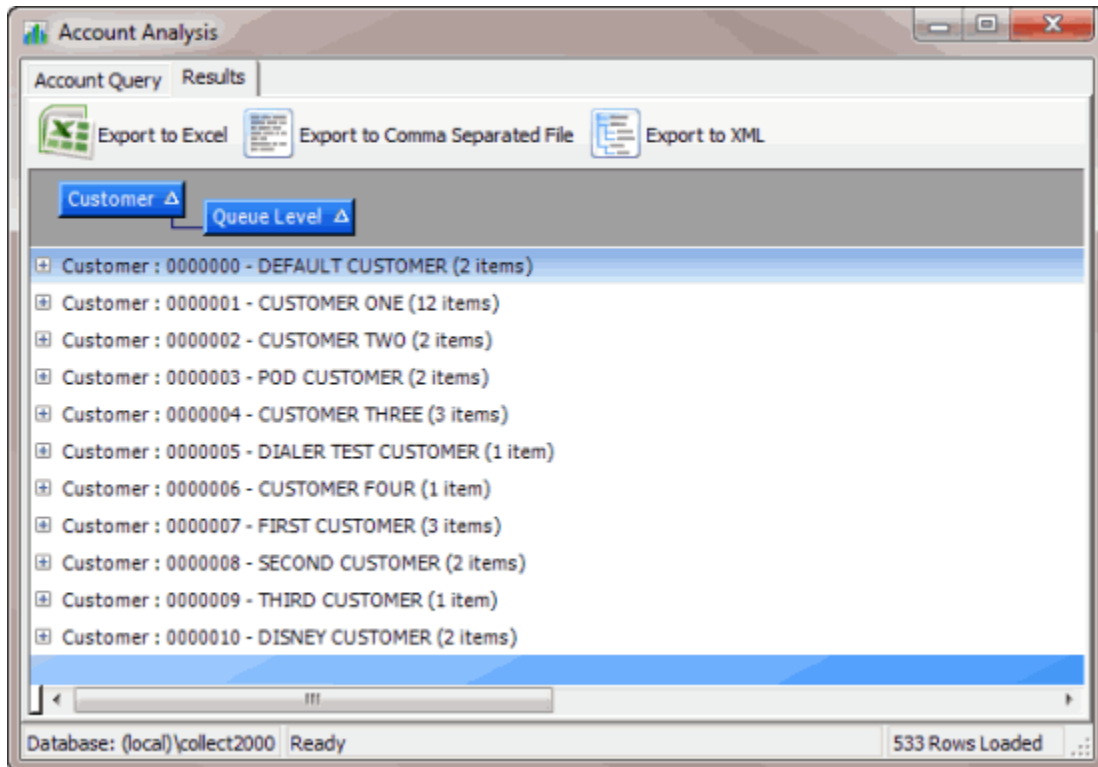 Account Analysis
Account Query Results
Export to Excel Export to Comma Separated File Export to XML
Customer
Queue Level
Customer : 0000000 - DEFAULT CUSTOMER (2 items)
Customer : 0000001 - CUSTOMER ONE (12 items)
Customer : 0000002 - CUSTOMER TWO (2 items)
Customer : 0000003 - POD CUSTOMER (2 items)
Customer : 0000004 - CUSTOMER THREE (3 items)
Customer : 0000005 - DIALER TEST CUSTOMER (1 item)
Customer : 0000006 - CUSTOMER FOUR (1 item)
Customer : 0000007 - FIRST CUSTOMER (3 items)
Customer : 0000008 - SECOND CUSTOMER (2 items)
Customer : 0000009 - THIRD CUSTOMER (1 item)
Customer : 0000010 - DISNEY CUSTOMER (2 items)
Database: (local)\collect2000 Ready 533 Rows Loaded